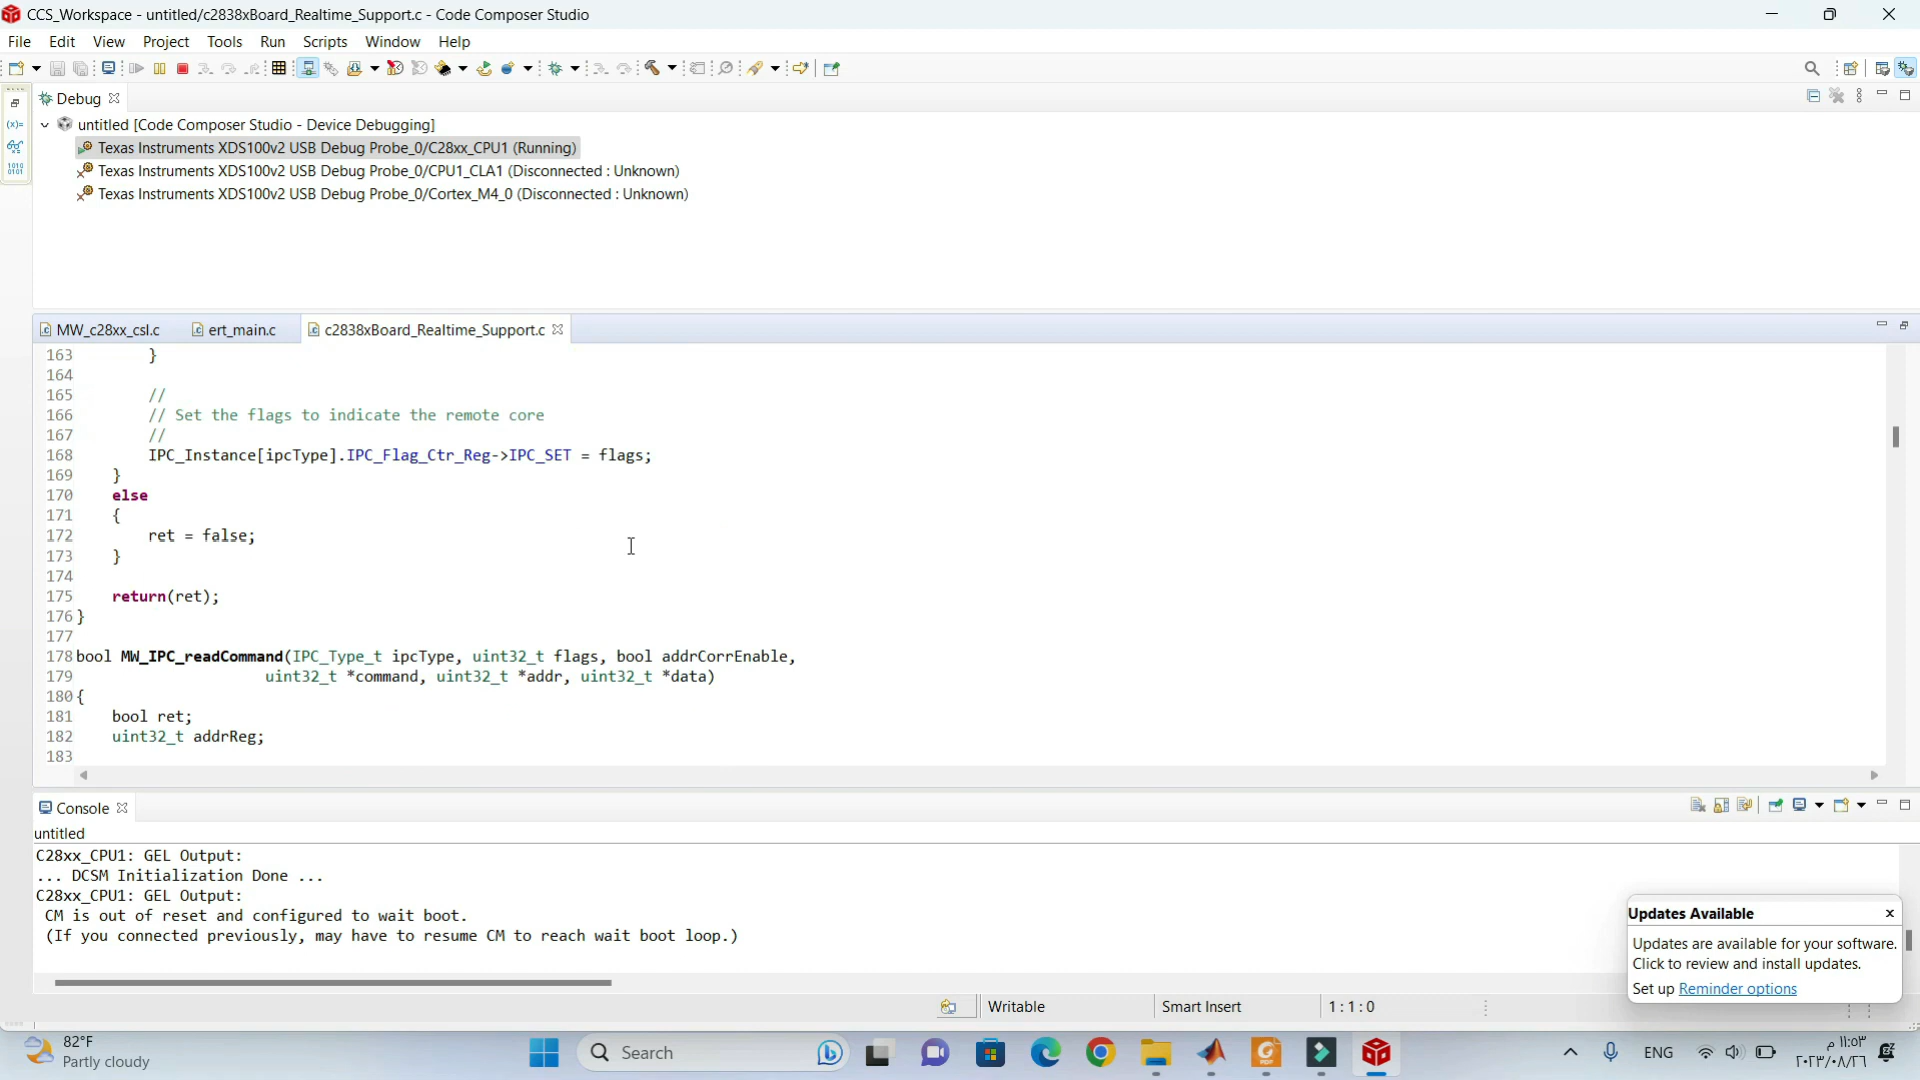 CCS_Workspace - untitled/c2838xBoard_Realtime_Support.c - Code Composer Studio
File Edit View Project Tools Run Scripts Window Help
Debug
untitled [Code Composer Studio - Device Debugging]
Texas Instruments XDS100v2 USB Debug Probe_0/C28xx_CPU1 (Running)
Texas Instruments XDS100v2 USB Debug Probe_0/CPU1_CLA1 (Disconnected : Unknown)
Texas Instruments XDS100v2 USB Debug Probe_0/Cortex_M4_0 (Disconnected : Unknown)
MW_c28xx_csl.c ert_main.c c2838xBoard_Realtime_Support.c
163 }
164
165 //
166 // Set the flags to indicate the remote core
167 //
168 IPC_Instance[ipcType].IPC_Flag_Ctr_Reg->IPC_SET = flags;
169 }
170 else
171 {
172 ret = false;
173 }
174
175 return(ret);
176 }
177
178 bool MW_IPC_readCommand(IPC_Type_t ipcType, uint32_t flags, bool addrCorrEnable,
179 uint32_t *command, uint32_t *addr, uint32_t *data)
180 {
181 bool ret;
182 uint32_t addrReg;
183
Console
untitled
C28xx_CPU1: GEL Output:
... DCSM Initialization Done ...
C28xx_CPU1: GEL Output:
CM is out of reset and configured to wait boot.
(If you connected previously, may have to resume CM to reach wait boot loop.)
Updates Available
Updates are available for your software.
Click to review and install updates.
Set up Reminder options
Writable Smart Insert 1 : 1 : 0
82°F
Partly cloudy
Search
ENG
١١:٥٣ م
٢٠٢٣/٠٨/٢٦